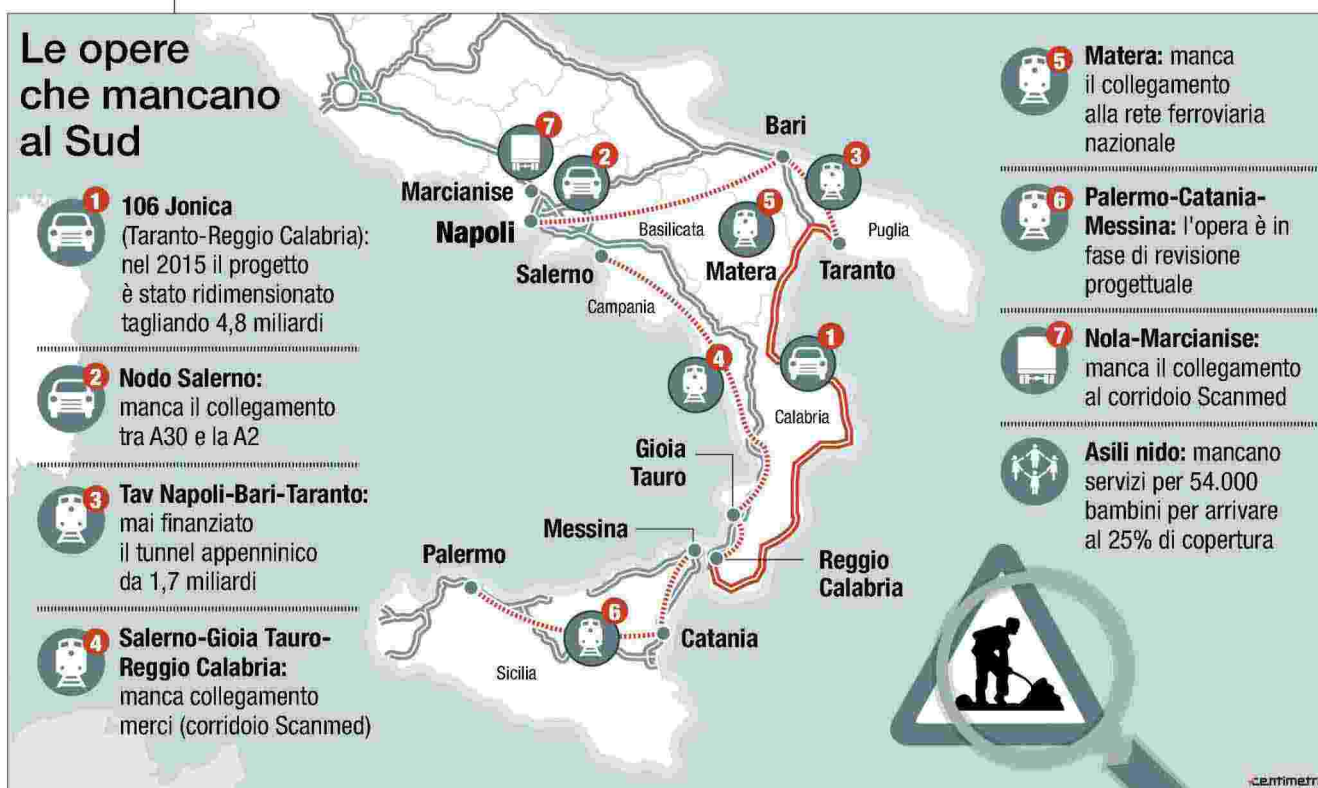 Le opere
che mancano
al Sud
1
106 Jonica
(Taranto-Reggio Calabria):
nel 2015 il progetto
è stato ridimensionato
tagliando 4,8 miliardi
2
Nodo Salerno:
manca il collegamento
tra A30 e la A2
3
Tav Napoli-Bari-Taranto:
mai finanziato
il tunnel appenninico
da 1,7 miliardi
4
Salerno-Gioia Tauro-
Reggio Calabria:
manca collegamento
merci (corridoio Scanmed)
7
2
Bari
3
Marcianise
Napoli
Basilicata
5
Puglia
Salerno
Matera
Taranto
Campania
1
4
Calabria
Gioia
Tauro
Messina
Palermo
Reggio
Calabria
6
Catania
Sicilia
5
Matera: manca
il collegamento
alla rete ferroviaria
nazionale
6
Palermo-Catania-
Messina: l'opera è in
fase di revisione
progettuale
7
Nola-Marcianise:
manca il collegamento
al corridoio Scanmed
Asili nido: mancano
servizi per 54.000
bambini per arrivare
al 25% di copertura
centimetri